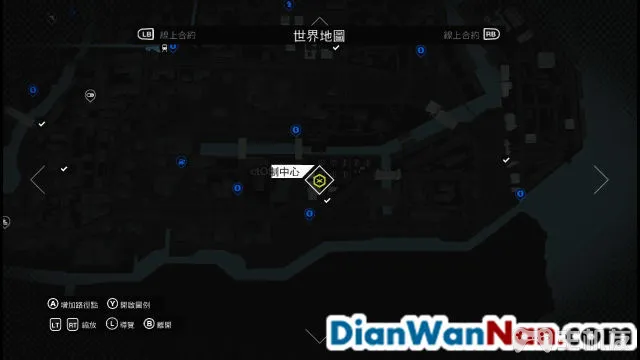 LB 線上合約 世界地圖 線上合約 RB
ctO制中心
A 增加路徑點 Y 開啟圖例
LT RT 縮放 L 導覽 B 離開
DianWanNan.com